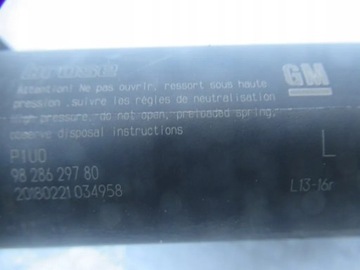 Attention! Ne pas ouvrir, ressort sous haute
pression ,suivre les règles de neutralisation
High pressure, do not open, preloaded spring,
observe disposal instructions
GM
P1U0
L
98 286 297 80
20180221 034958
L13-16r